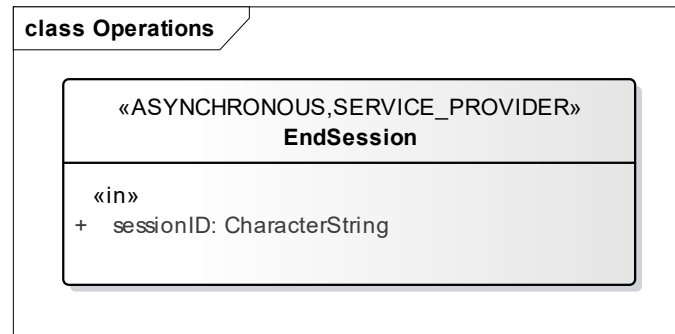 class Operations
«ASYNCHRONOUS,SERVICE_PROVIDER»
EndSession
«in»
+ sessionID: CharacterString